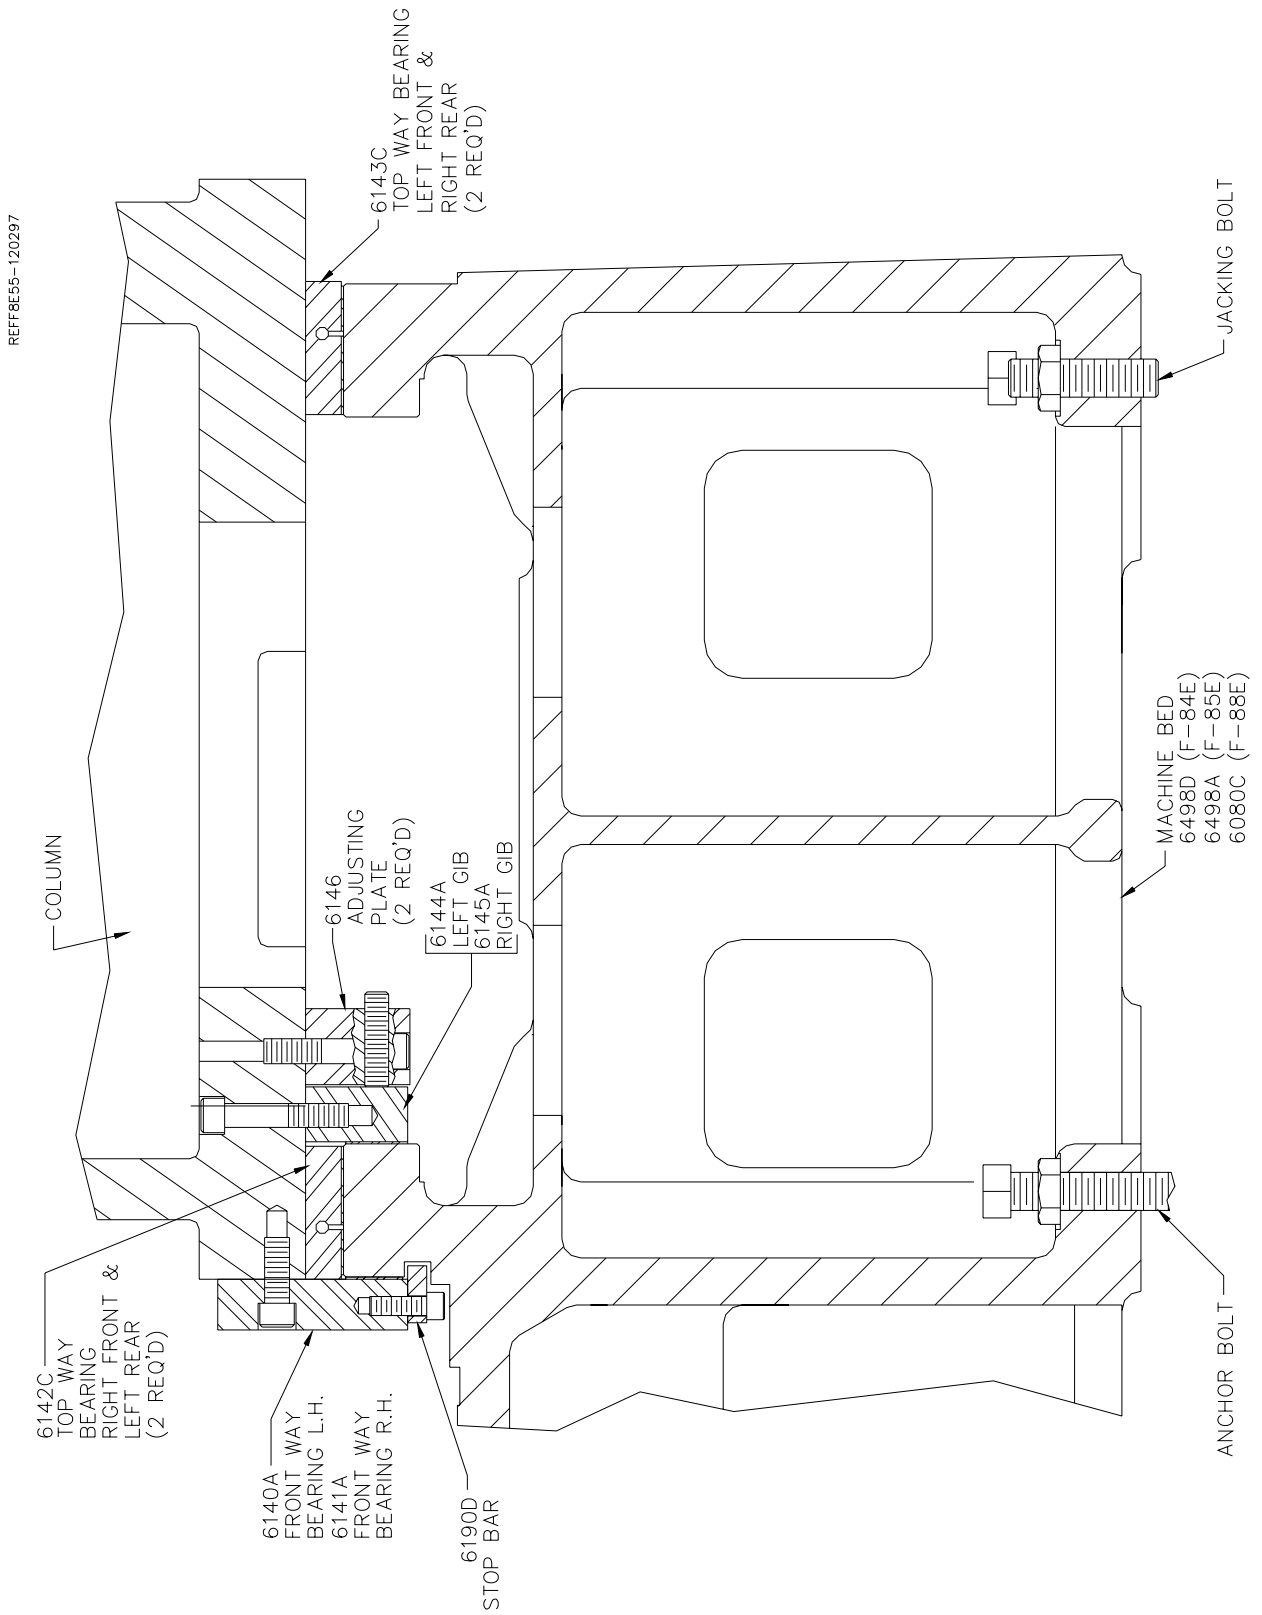 REFF8E55-120297
COLUMN
6142C
TOP WAY
BEARING
RIGHT FRONT &
LEFT REAR
(2 REQ'D)
6140A
FRONT WAY
BEARING L.H.
6141A
FRONT WAY
BEARING R.H.
6190D
STOP BAR
6146
ADJUSTING
PLATE
(2 REQ'D)
6144A
LEFT GIB
6145A
RIGHT GIB
6143C
TOP WAY BEARING
LEFT FRONT &
RIGHT REAR
(2 REQ'D)
ANCHOR BOLT
MACHINE BED
6498D (F-84E)
6498A (F-85E)
6080C (F-88E)
JACKING BOLT